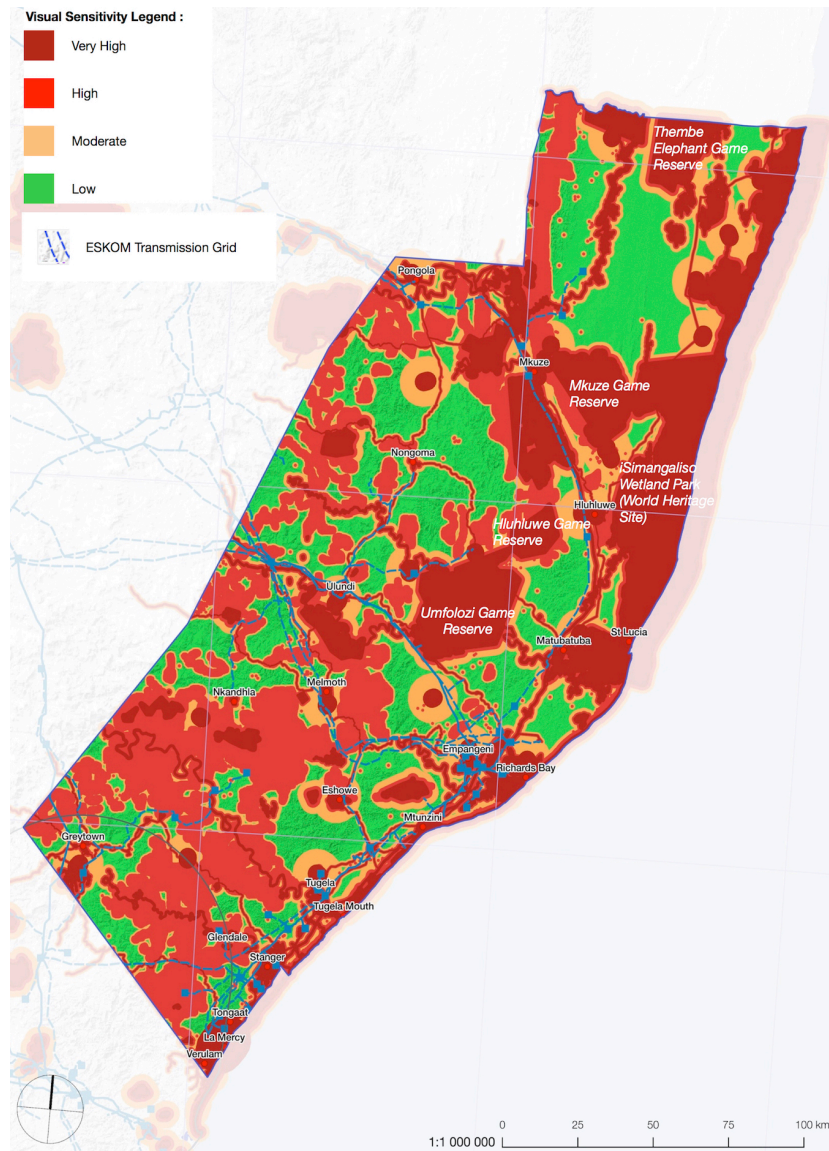 Visual Sensitivity Legend :
Very High
High
Moderate
Low
ESKOM Transmission Grid
Thembe
Elephant Game
Reserve
Pongola
Mkuze
Mkuze Game
Reserve
Nongoma
iSimangaliso
Wetland Park
(World Heritage
Site)
Hluhluwe
Hluhluwe Game
Reserve
Ulundi
Umfolozi Game
Reserve
St Lucia
Matubatuba
Melmoth
Nkandhla
Empangeni
Richards Bay
Eshowe
Mtunzini
Greytown
Tugela
Tugela Mouth
Glendale
Stanger
Tongaat
La Mercy
Verulam
0 25 50 75 100 km
1:1 000 000